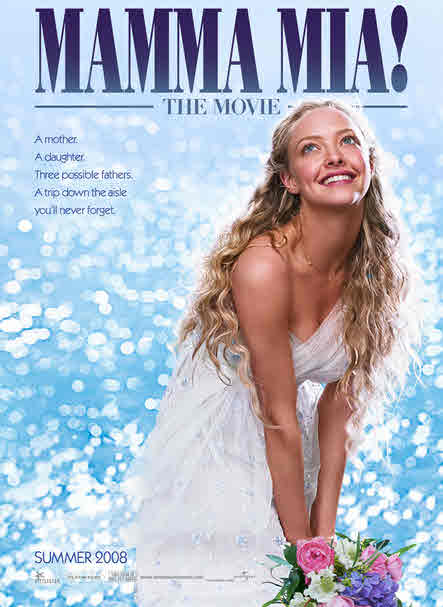 MAMMA MIA!
THE MOVIE
A mother.
A daughter.
Three possible fathers.
A trip down the aisle
you'll never forget.
SUMMER 2008